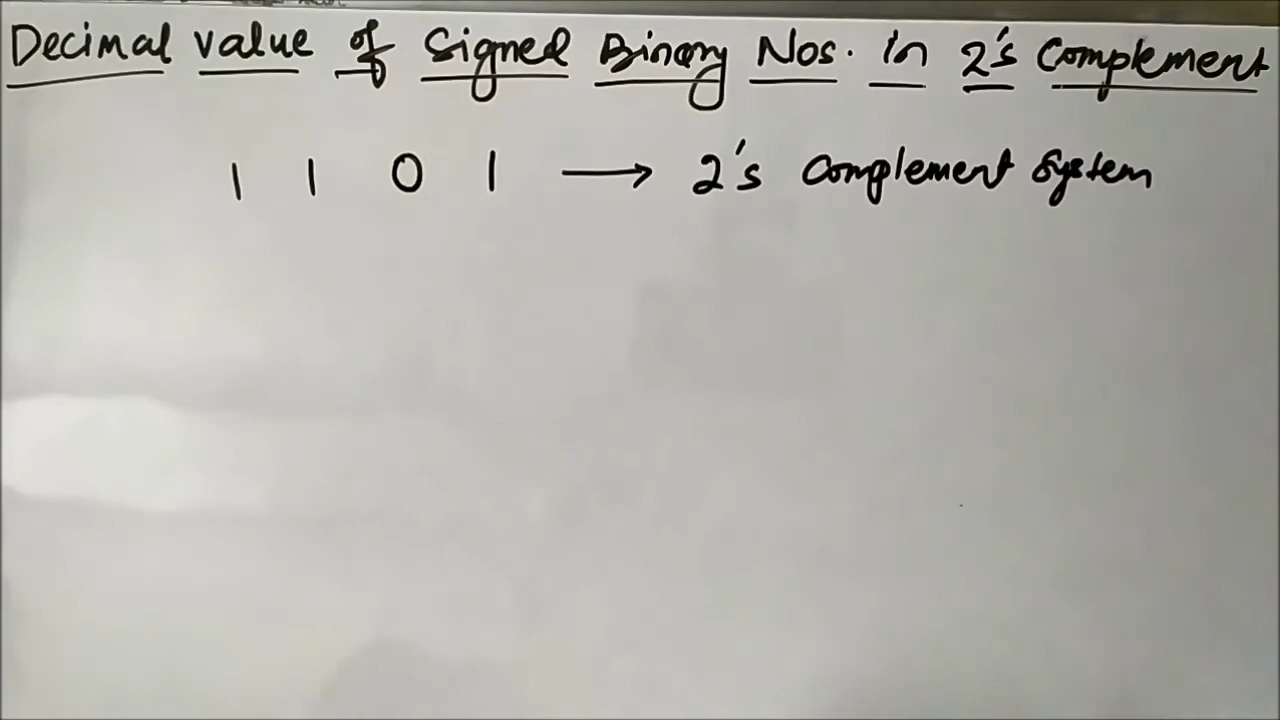 Decimal value of Signed Binary Nos. in 2's Complement
1 1 0 1 → 2's Complement System